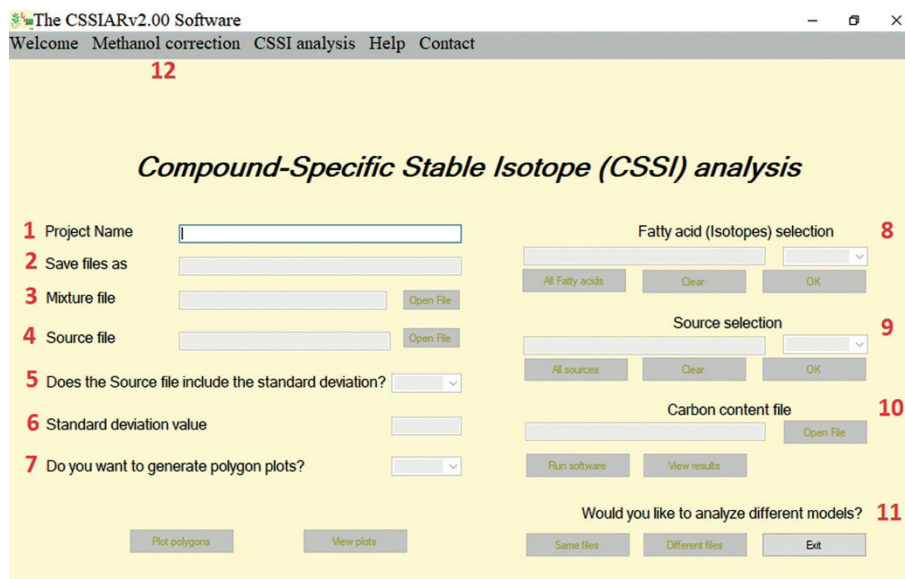 The CSSIARv2.00 Software
Welcome Methanol correction CSSI analysis Help Contact
12
Compound-Specific Stable Isotope (CSSI) analysis
1 Project Name
2 Save files as
3 Mixture file Open File
4 Source file Open File
5 Does the Source file include the standard deviation?
6 Standard deviation value
7 Do you want to generate polygon plots?
Plot polygons View plots
Fatty acid (Isotopes) selection 8
All Fatty acids Clear OK
Source selection 9
All sources Clear OK
Carbon content file 10
Open File
Run software View results
Would you like to analyze different models? 11
Same files Different files Exit